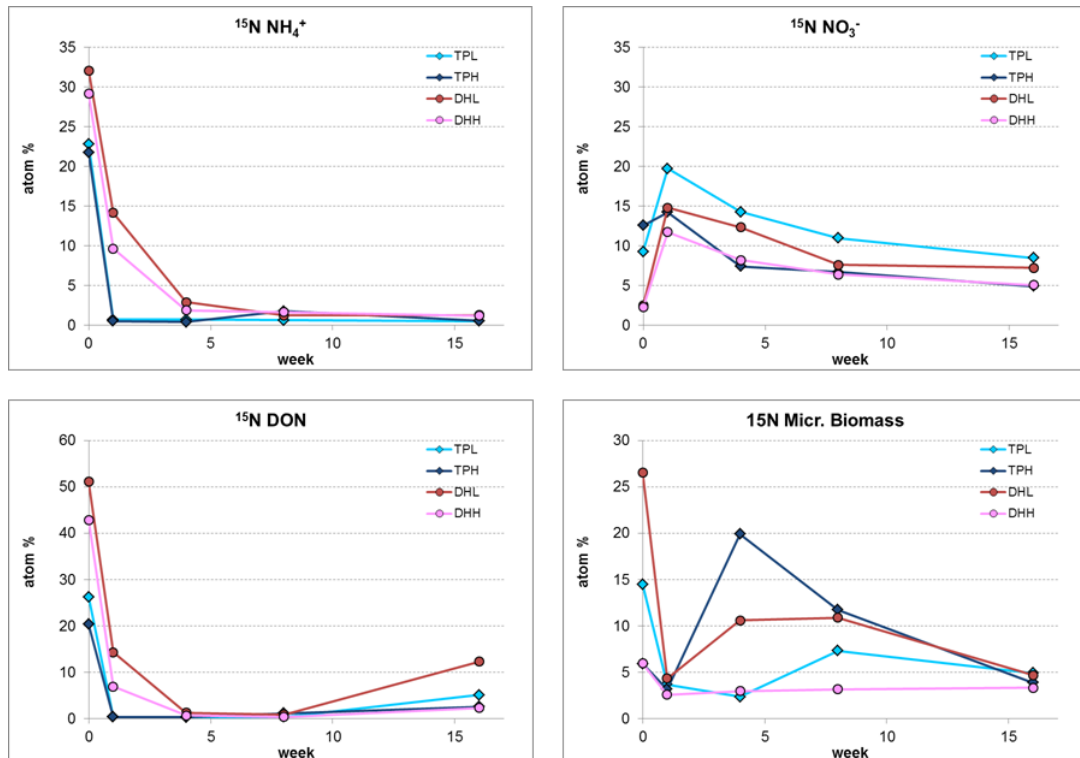 ¹⁵N NH₄⁺
35
30
25
20
15
10
5
0
atom %
0 5 10 15
week
TPL
TPH
DHL
DHH
¹⁵N NO₃⁻
35
30
25
20
15
10
5
0
atom %
0 5 10 15
week
TPL
TPH
DHL
DHH
¹⁵N DON
60
50
40
30
20
10
0
atom %
0 5 10 15
week
TPL
TPH
DHL
DHH
15N Micr. Biomass
30
25
20
15
10
5
0
atom %
0 5 10 15
week
TPL
TPH
DHL
DHH